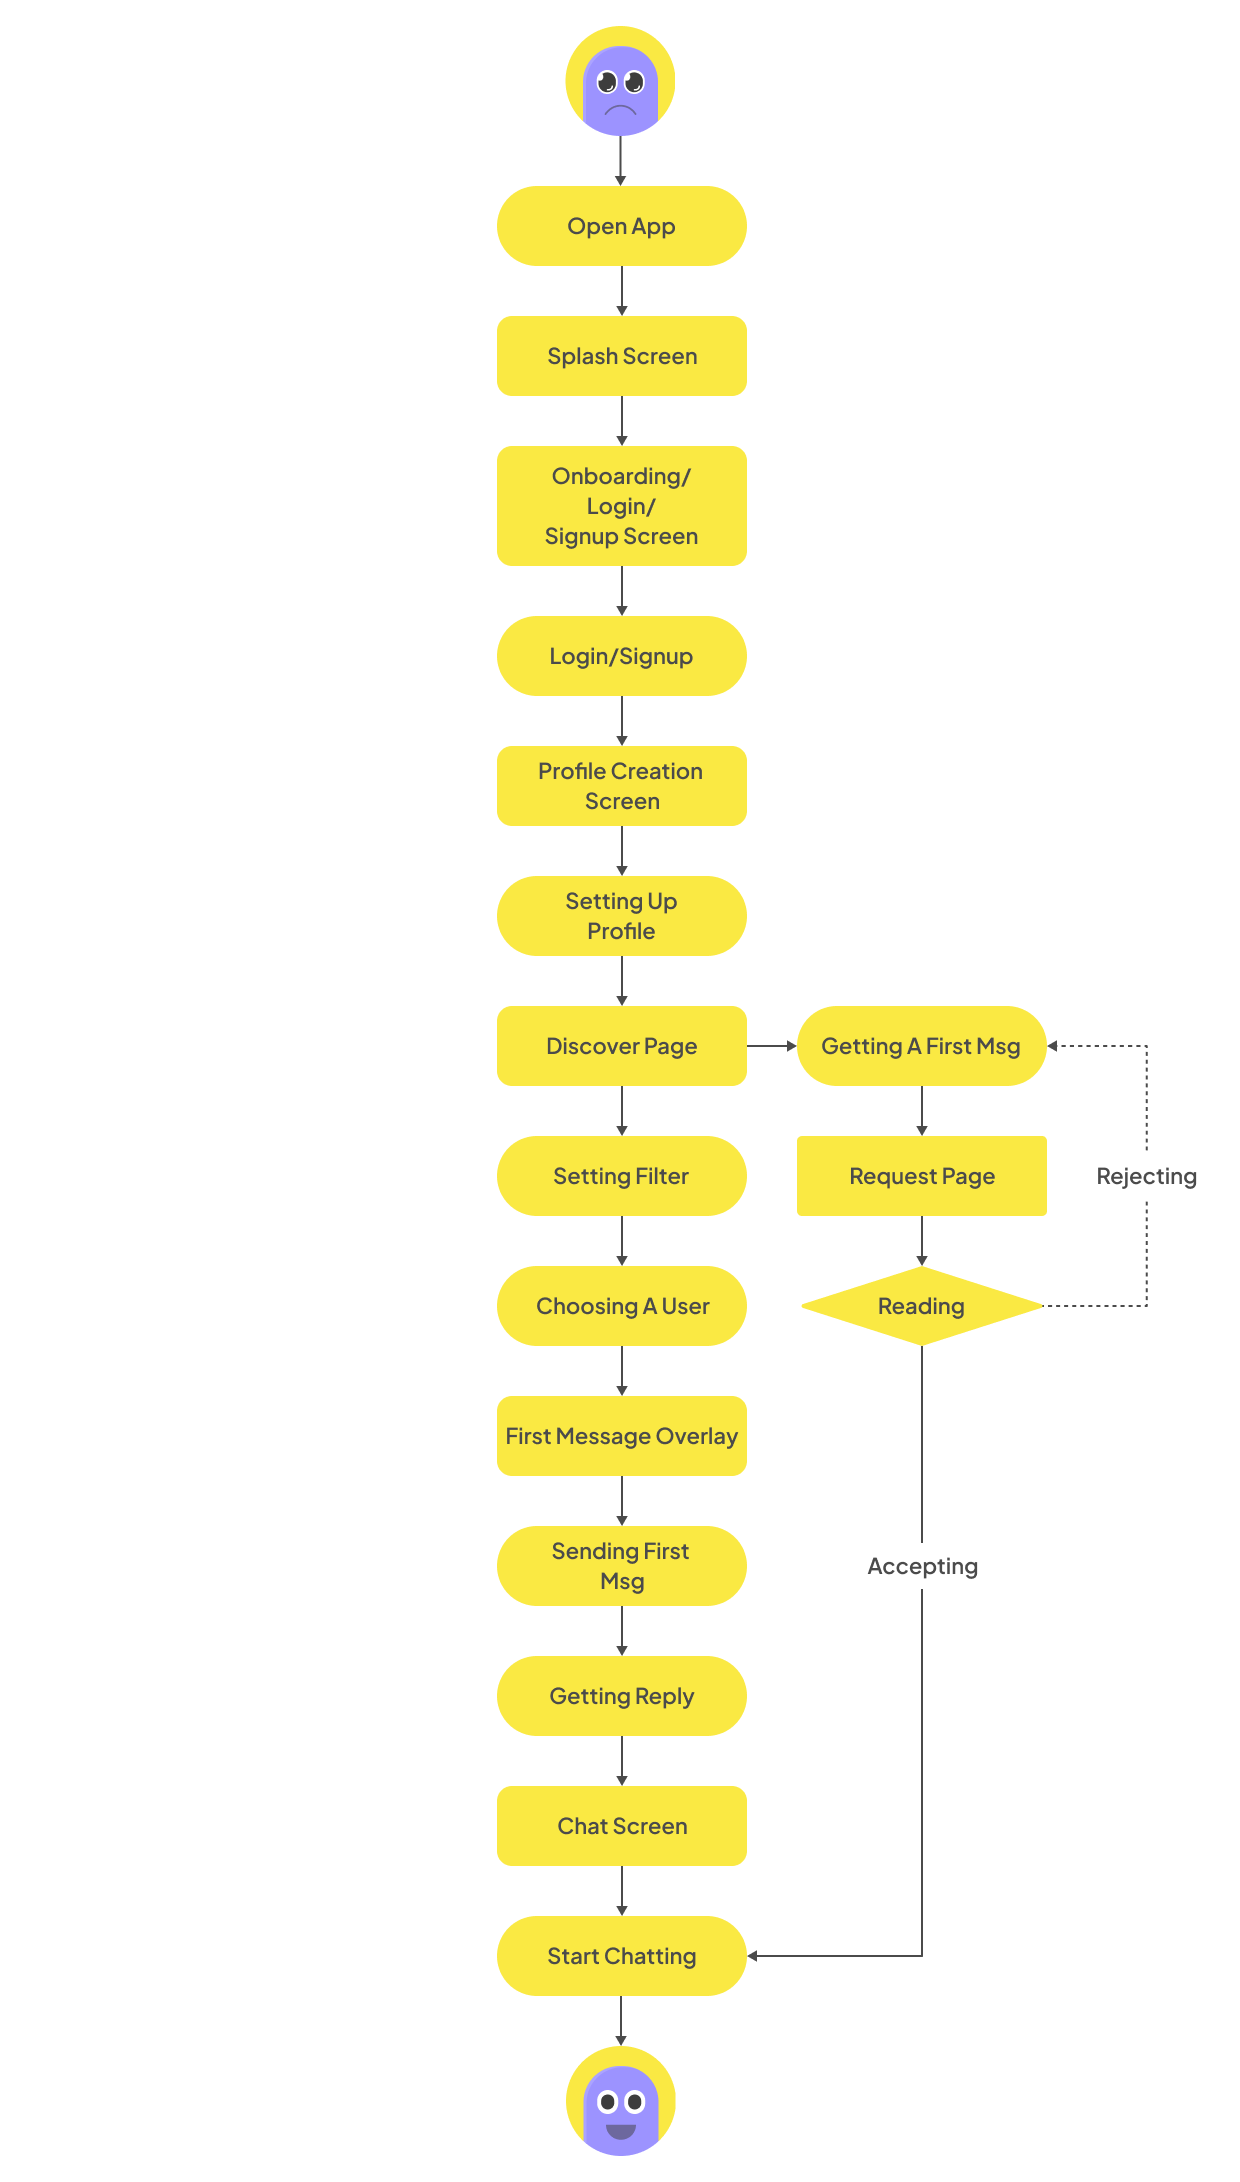 Open App
Splash Screen
Onboarding/
Login/
Signup Screen
Login/Signup
Profile Creation
Screen
Setting Up
Profile
Discover Page
Getting A First Msg
Setting Filter
Request Page
Rejecting
Choosing A User
Reading
First Message Overlay
Sending First
Msg
Accepting
Getting Reply
Chat Screen
Start Chatting